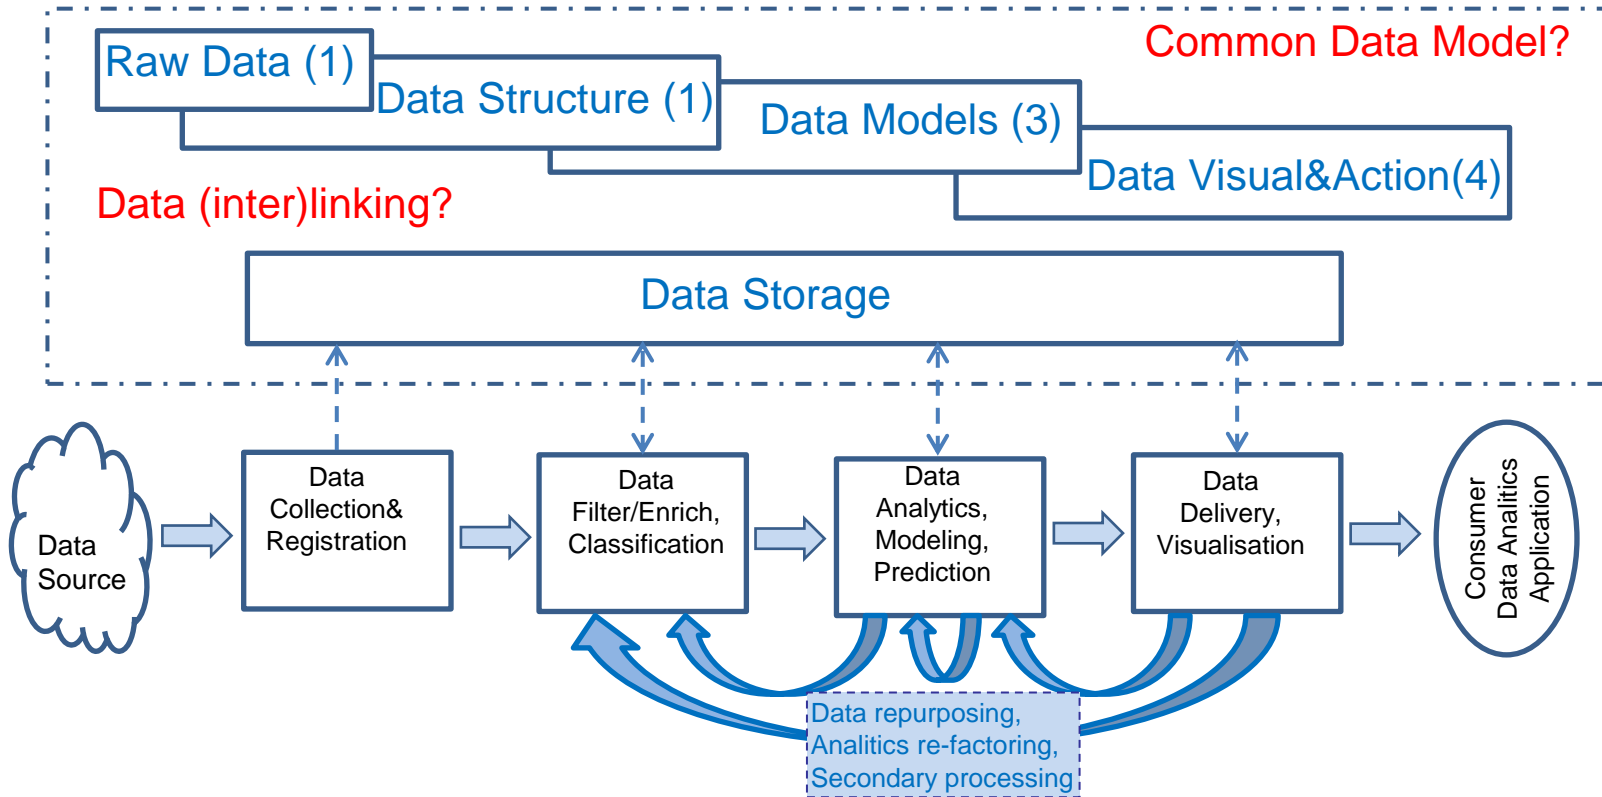 Common Data Model?
Raw Data (1)
Data Structure (1)
Data Models (3)
Data Visual&Action(4)
Data (inter)linking?
Data Storage
Data
Source
Data
Collection&
Registration
Data
Filter/Enrich,
Classification
Data
Analytics,
Modeling,
Prediction
Data
Delivery,
Visualisation
Consumer
Data Analitics
Application
Data repurposing,
Analitics re-factoring,
Secondary processing